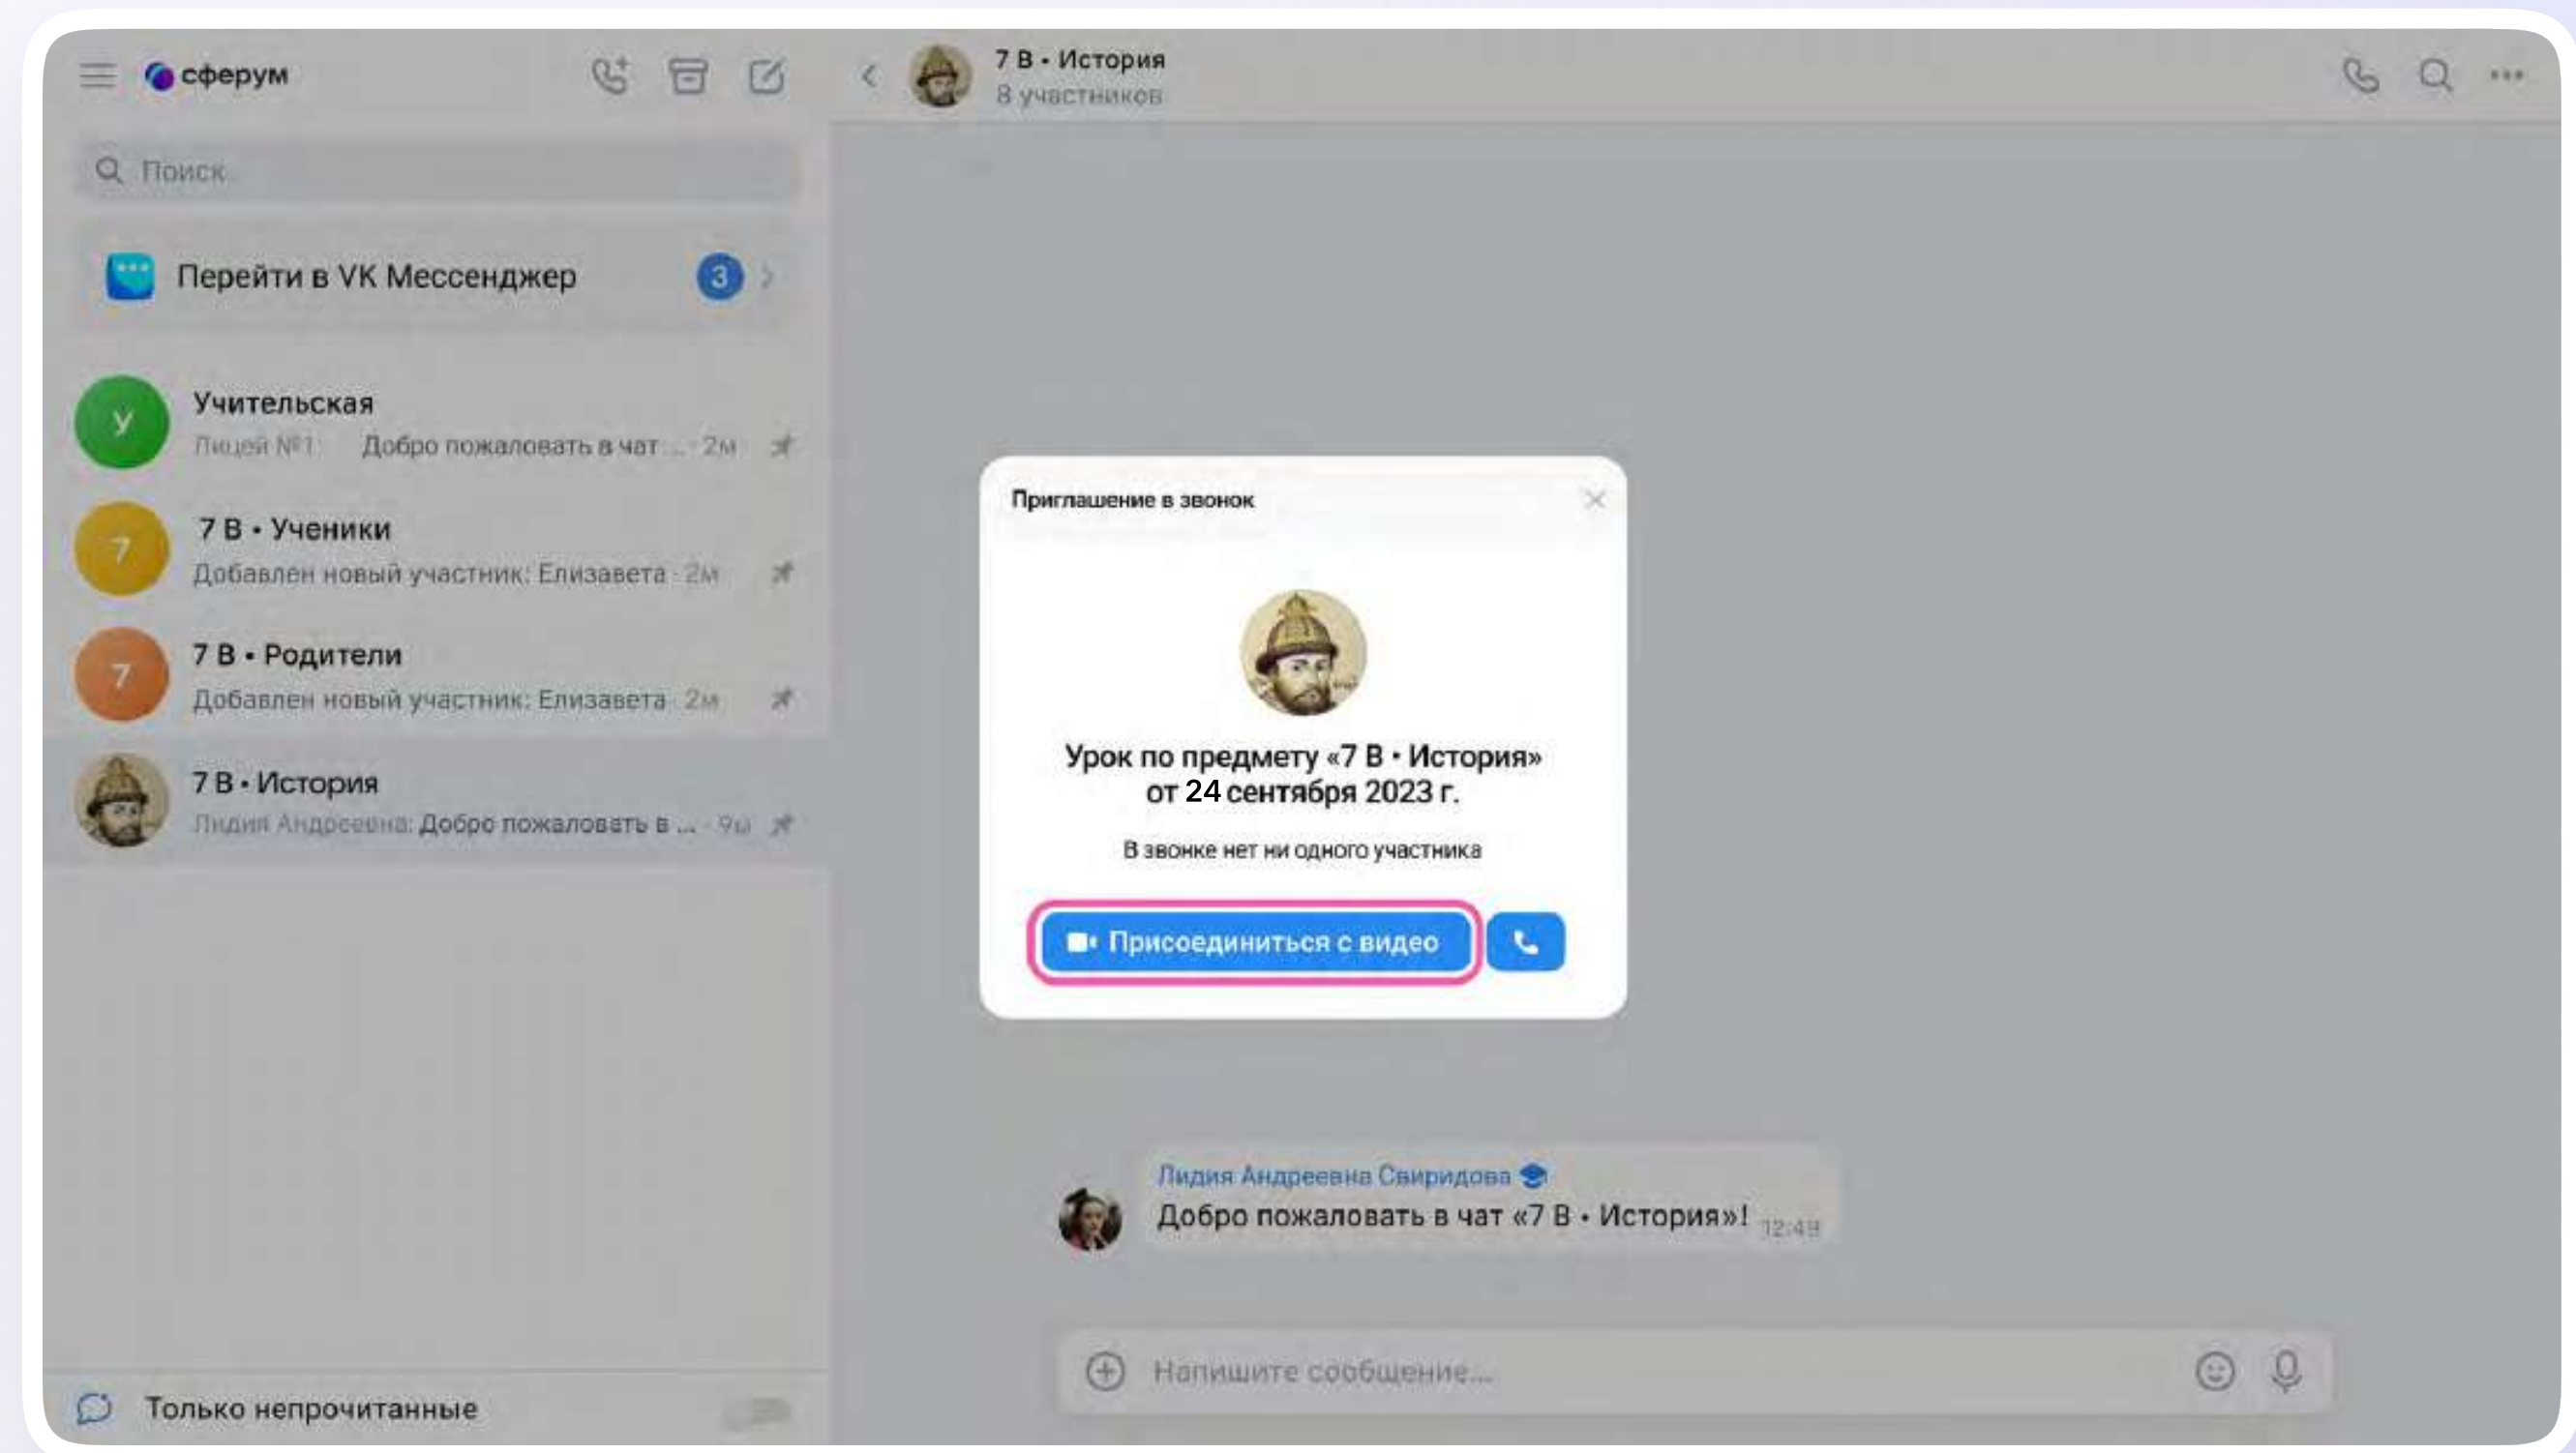 сферум
Поиск
Перейти в VK Мессенджер 3
У
Учительская
Лицей №1: Добро пожаловать в чат ... · 2м
7
7 В • Ученики
Добавлен новый участник: Елизавета · 2м
7
7 В • Родители
Добавлен новый участник: Елизавета · 2м
7 В • История
Лидия Андреевна: Добро пожаловать в ... · 9м
Только непрочитанные
7 В • История
8 участников
Приглашение в звонок
Урок по предмету «7 В • История»
от 24 сентября 2023 г.
В звонке нет ни одного участника
Присоединиться с видео
Лидия Андреевна Свиридова
Добро пожаловать в чат «7 В • История»!
Напишите сообщение...